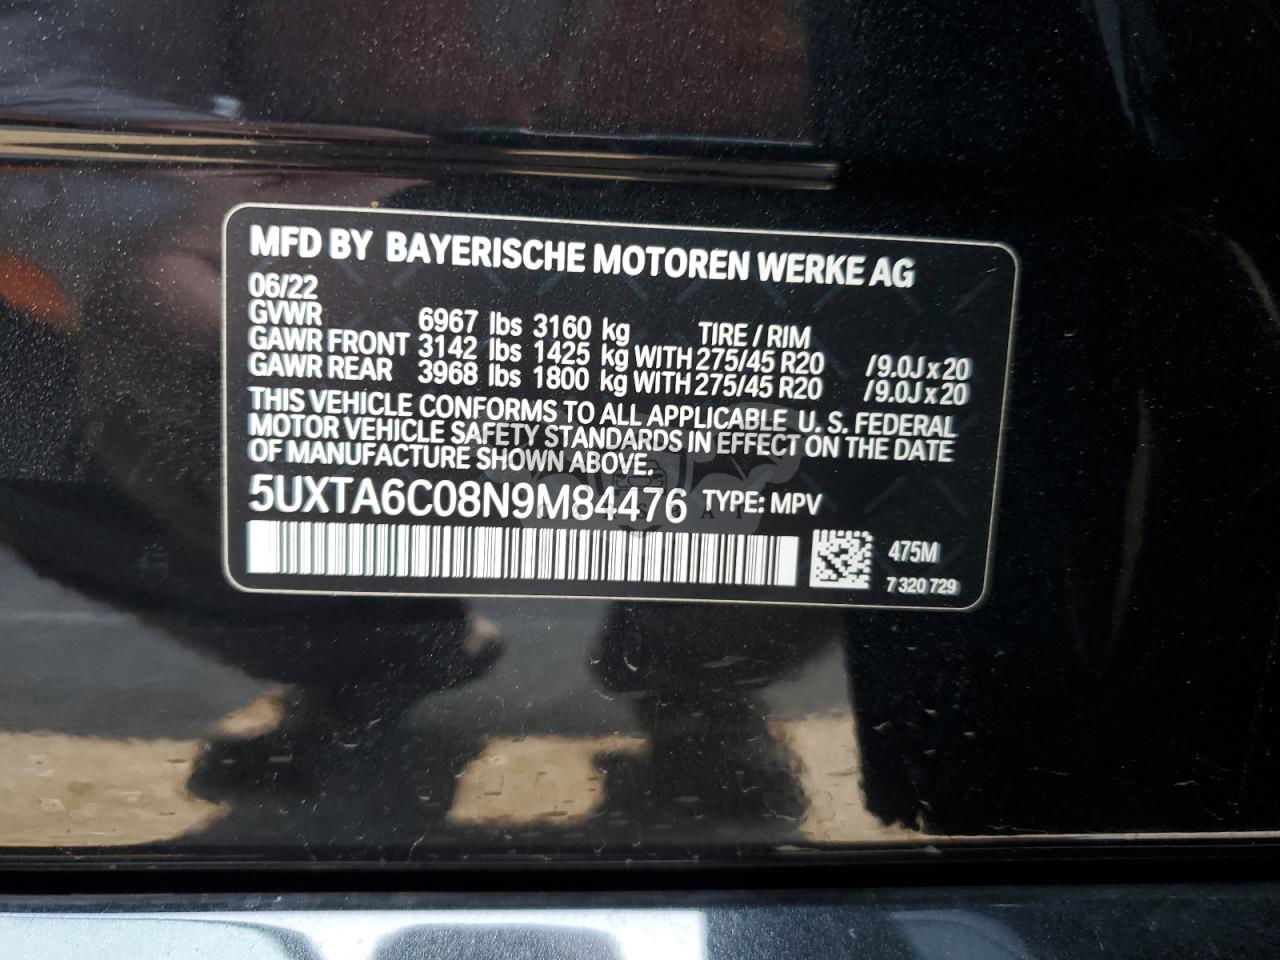 MFD BY BAYERISCHE MOTOREN WERKE AG
06/22
GVWR 6967 lbs 3160 kg TIRE / RIM
GAWR FRONT 3142 lbs 1425 kg WITH 275/45 R20 /9.0J x 20
GAWR REAR 3968 lbs 1800 kg WITH 275/45 R20 /9.0J x 20
THIS VEHICLE CONFORMS TO ALL APPLICABLE U. S. FEDERAL
MOTOR VEHICLE SAFETY STANDARDS IN EFFECT ON THE DATE
OF MANUFACTURE SHOWN ABOVE.
5UXTA6C08N9M84476 TYPE: MPV
475M
7 320 729